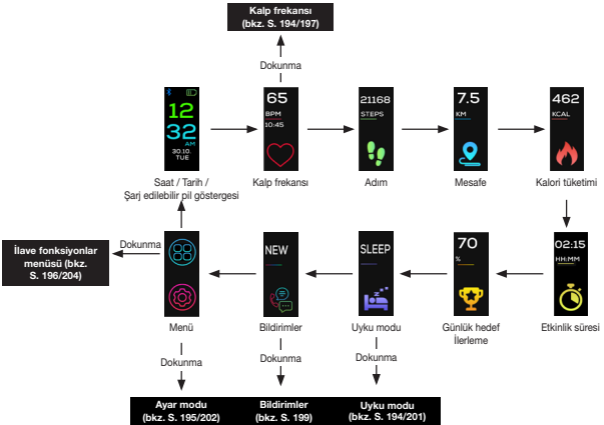 Kalp frekansı
(bkz. S. 194/197)
Dokunma
12
32
AM
30.10.
TUE
65
BPM
10:45
21168
STEPS
7.5
KM
462
KCAL
Saat / Tarih /
Şarj edilebilir pil göstergesi
Kalp frekansı
Adım
Mesafe
Kalori tüketimi
İlave fonksiyonlar
menüsü (bkz.
S. 196/204)
Dokunma
NEW
SLEEP
70
%
02:15
HH:MM
Menü
Bildirimler
Uyku modu
Günlük hedef
İlerleme
Etkinlik süresi
Dokunma
Dokunma
Dokunma
Ayar modu
(bkz. S. 195/202)
Bildirimler
(bkz. S. 199)
Uyku modu
(bkz. S. 194/201)